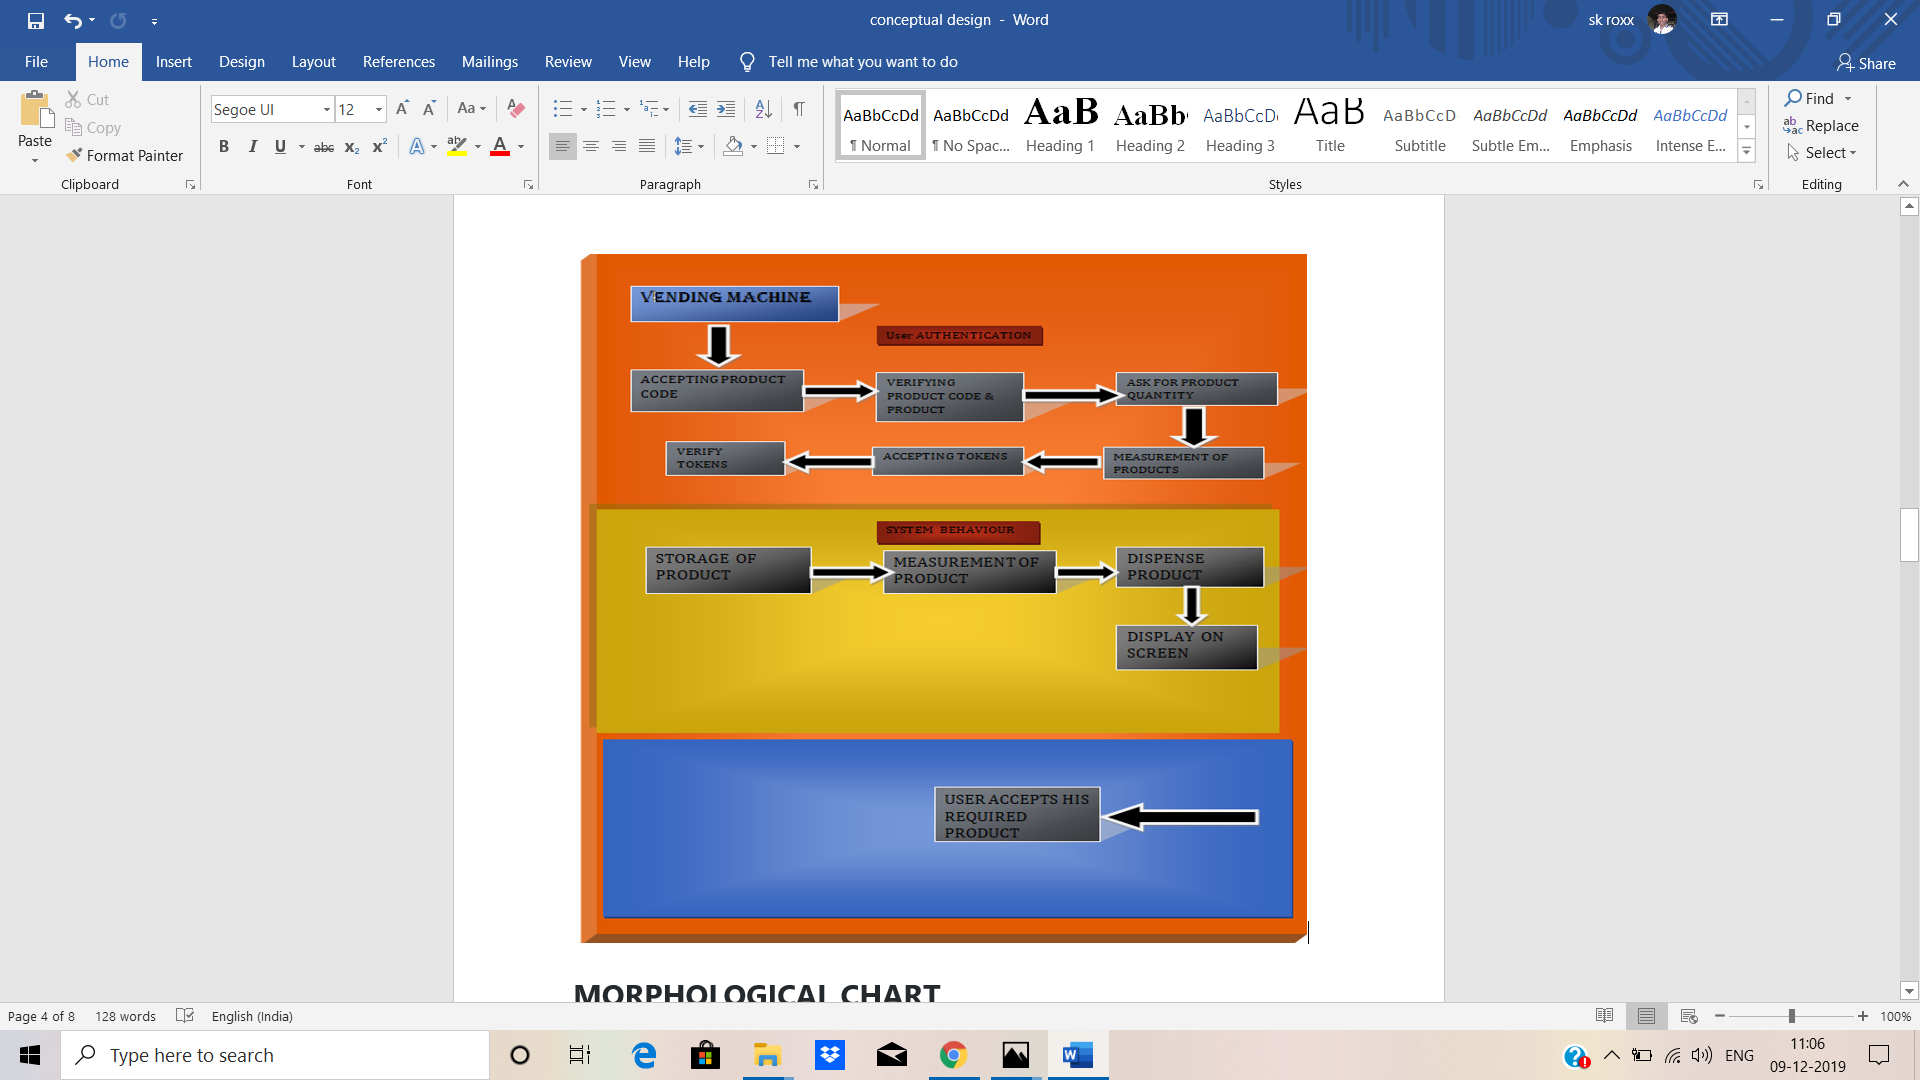 conceptual design - Word
sk roxx
File Home Insert Design Layout References Mailings Review View Help Tell me what you want to do
Share
Paste
Cut
Copy
Format Painter
Clipboard
Segoe UI 12
Aa
B I U abc x₂ x² A ab A
Font
Paragraph
AaBbCcDd AaBbCcDd AaB AaBb AaBbCcD AaB AaBbCcD AaBbCcDd AaBbCcDd AaBbCcDd
¶ Normal ¶ No Spac... Heading 1 Heading 2 Heading 3 Title Subtitle Subtle Em... Emphasis Intense E...
Styles
Find
Replace
Select
Editing
VENDING MACHINE
User AUTHENTICATION
ACCEPTING PRODUCT
CODE
VERIFYING
PRODUCT CODE &
PRODUCT
ASK FOR PRODUCT
QUANTITY
VERIFY
TOKENS
ACCEPTING TOKENS
MEASUREMENT OF
PRODUCTS
SYSTEM BEHAVIOUR
STORAGE OF
PRODUCT
MEASUREMENT OF
PRODUCT
DISPENSE
PRODUCT
DISPLAY ON
SCREEN
USER ACCEPTS HIS
REQUIRED
PRODUCT
MORPHOLOGICAL CHART
Page 4 of 8 128 words English (India)
100%
Type here to search
ENG
11:06
09-12-2019